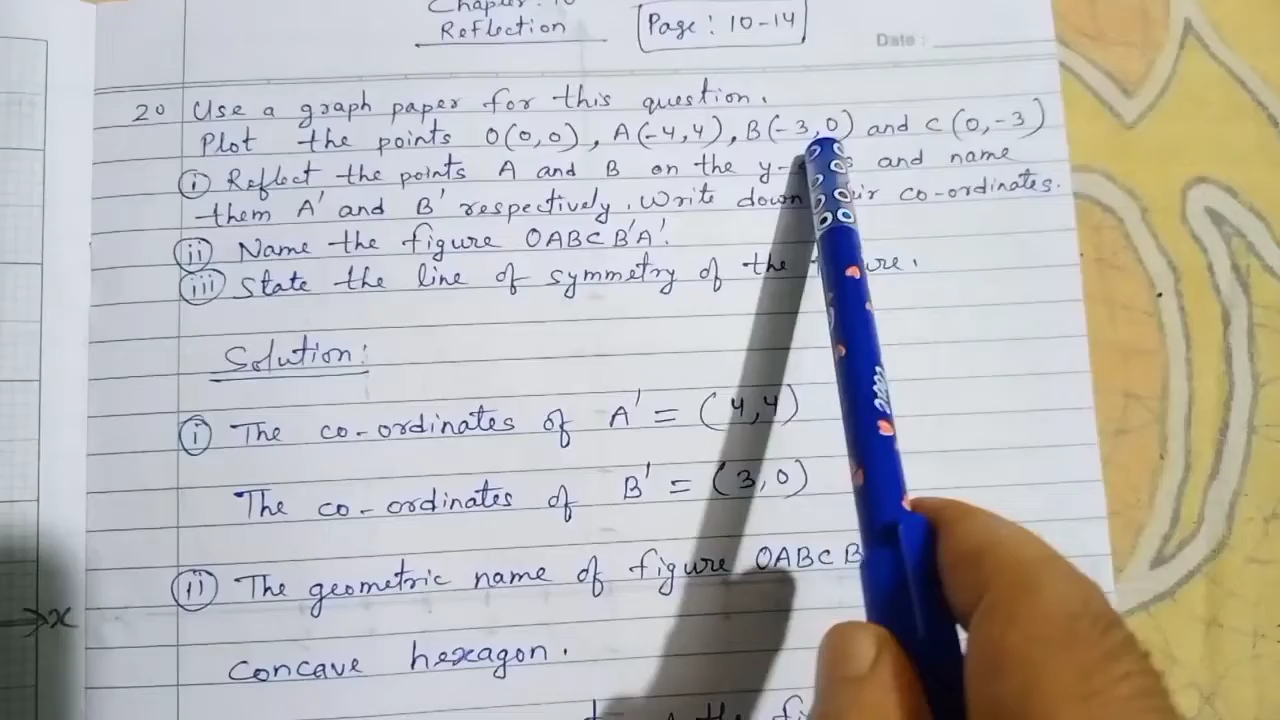 Reflection
Page: 10-14
Date:
20 Use a graph paper for this question.
Plot the points O(0,0), A(-4,4), B(-3,0) and C(0,-3)
(i) Reflect the points A and B on the y- and name
them A' and B' respectively. Write down co-ordinates.
(ii) Name the figure OABCB'A'.
(iii) State the line of symmetry of the
Solution:
(i) The co-ordinates of A' = (4,4)
The co-ordinates of B' = (3,0)
(ii) The geometric name of figure OABCB
x
concave hexagon.
the